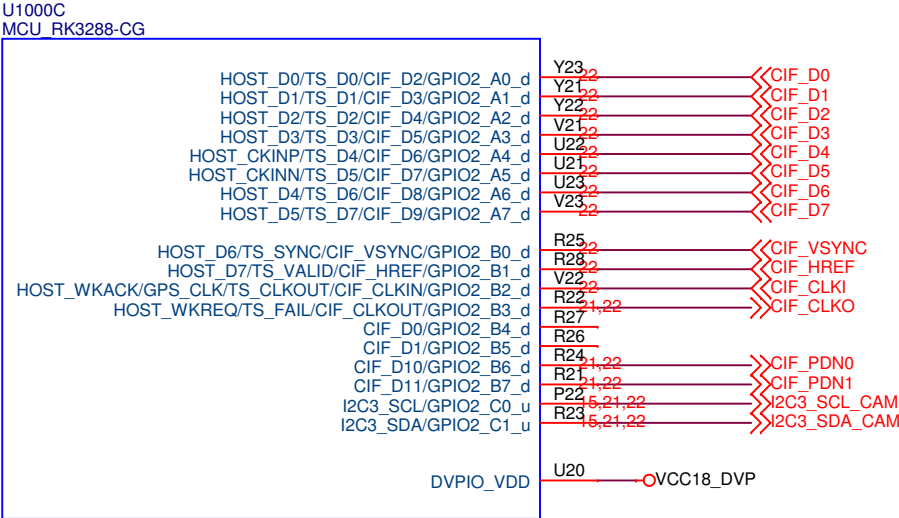 U1000C
MCU_RK3288-CG
HOST_D0/TS_D0/CIF_D2/GPIO2_A0_d Y23 22 CIF_D0
HOST_D1/TS_D1/CIF_D3/GPIO2_A1_d Y21 22 CIF_D1
HOST_D2/TS_D2/CIF_D4/GPIO2_A2_d Y22 22 CIF_D2
HOST_D3/TS_D3/CIF_D5/GPIO2_A3_d V21 22 CIF_D3
HOST_CKINP/TS_D4/CIF_D6/GPIO2_A4_d U22 22 CIF_D4
HOST_CKINN/TS_D5/CIF_D7/GPIO2_A5_d U21 22 CIF_D5
HOST_D4/TS_D6/CIF_D8/GPIO2_A6_d U23 22 CIF_D6
HOST_D5/TS_D7/CIF_D9/GPIO2_A7_d V23 22 CIF_D7
HOST_D6/TS_SYNC/CIF_VSYNC/GPIO2_B0_d R25 22 CIF_VSYNC
HOST_D7/TS_VALID/CIF_HREF/GPIO2_B1_d R28 22 CIF_HREF
HOST_WKACK/GPS_CLK/TS_CLKOUT/CIF_CLKIN/GPIO2_B2_d V22 22 CIF_CLKI
HOST_WKREQ/TS_FAIL/CIF_CLKOUT/GPIO2_B3_d R22 21,22 CIF_CLKO
CIF_D0/GPIO2_B4_d R27
CIF_D1/GPIO2_B5_d R26
CIF_D10/GPIO2_B6_d R24 21,22 CIF_PDN0
CIF_D11/GPIO2_B7_d R21 21,22 CIF_PDN1
I2C3_SCL/GPIO2_C0_u P22 15,21,22 I2C3_SCL_CAM
I2C3_SDA/GPIO2_C1_u R23 15,21,22 I2C3_SDA_CAM
DVPIO_VDD U20 VCC18_DVP